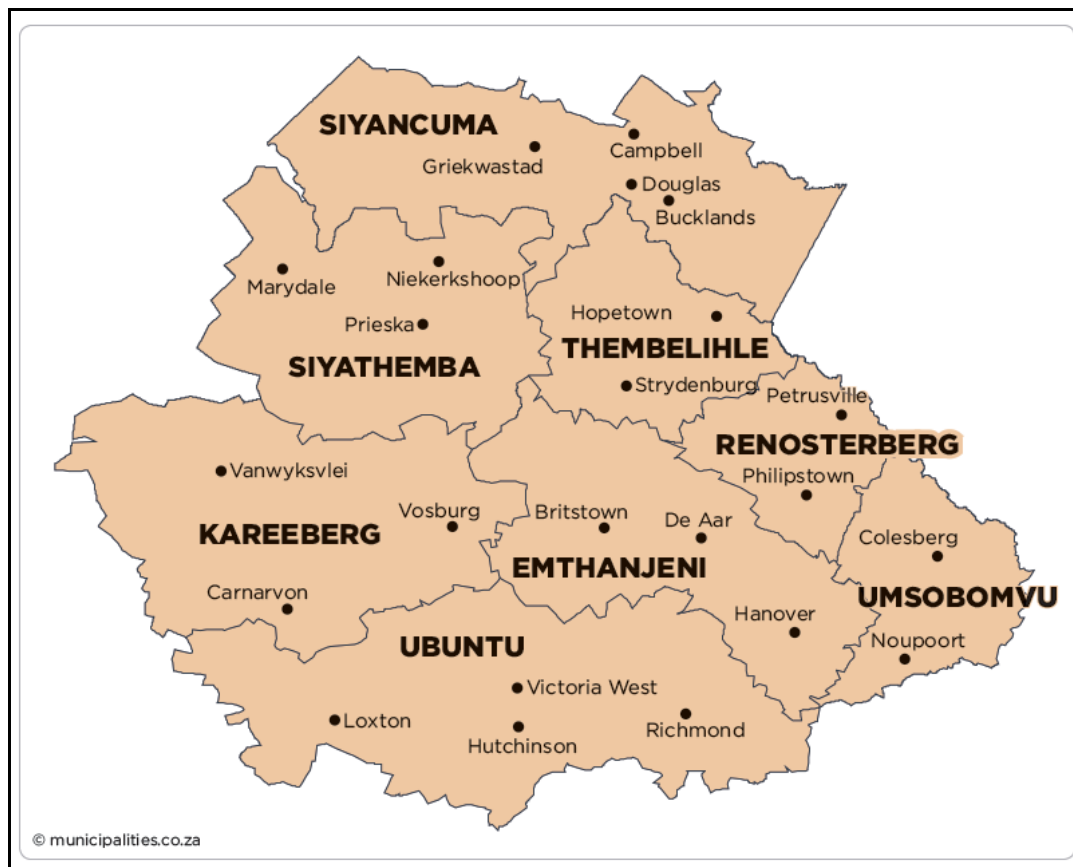 SIYANCUMA
Griekwastad
Campbell
Douglas
Bucklands
Marydale
Niekerkshoop
Prieska
SIYATHEMBA
Hopetown
THEMBELIHLE
Strydenburg
Petrusville
RENOSTERBERG
Philipstown
Vanwyksvlei
Vosburg
KAREEBERG
Carnarvon
Britstown
De Aar
EMTHANJENI
Hanover
Colesberg
UMSOBOMVU
Noupoort
UBUNTU
Victoria West
Loxton
Hutchinson
Richmond
© municipalities.co.za